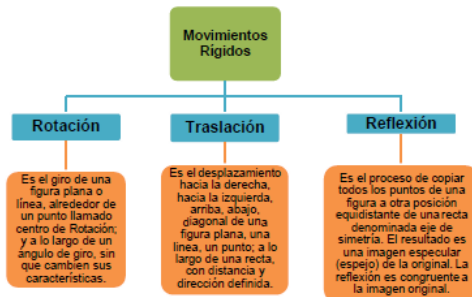 Movimientos
Rígidos
Rotación
Traslación
Reflexión
Es el giro de una
figura plana o
línea, alrededor de
un punto llamado
centro de Rotación;
y a lo largo de un
ángulo de giro, sin
que cambien sus
características.
Es el desplazamiento
hacia la derecha,
hacia la izquierda,
arriba, abajo,
diagonal de una
figura plana, una
línea, un punto; a lo
largo de una recta,
con distancia y
dirección definida.
Es el proceso de copiar
todos los puntos de una
figura a otra posición
equidistante de una recta
denominada eje de
simetría. El resultado es
una imagen especular
(espejo) de la original. La
reflexión es congruente a
la imagen original.